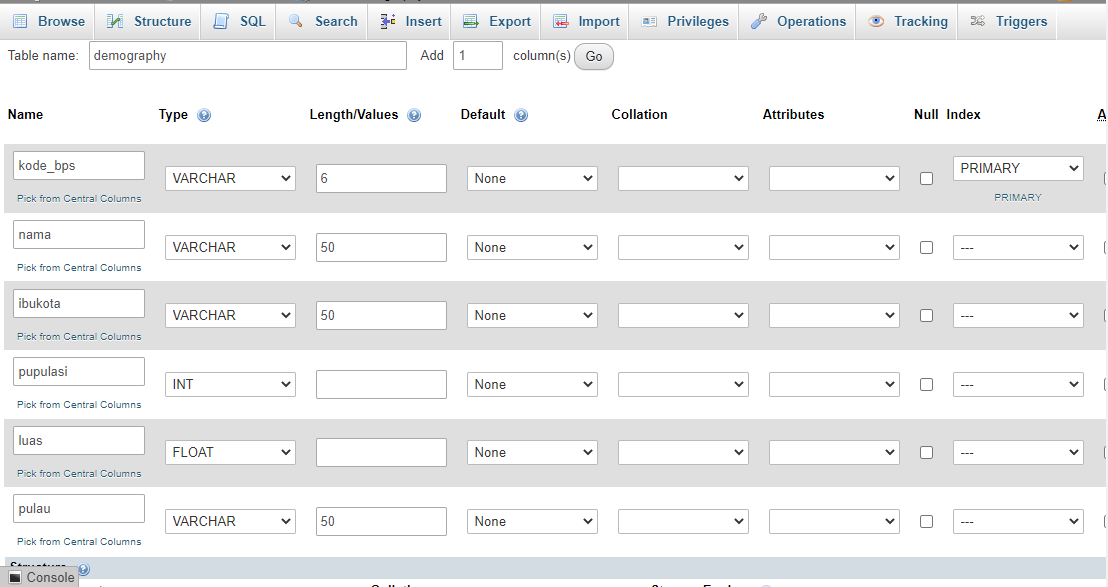 Browse Structure SQL Search Insert Export Import Privileges Operations Tracking Triggers
Table name: demography Add 1 column(s) Go
Name Type Length/Values Default Collation Attributes Null Index A
kode_bps VARCHAR 6 None PRIMARY
Pick from Central Columns PRIMARY
nama VARCHAR 50 None ---
Pick from Central Columns
ibukota VARCHAR 50 None ---
Pick from Central Columns
pupulasi INT None ---
Pick from Central Columns
luas FLOAT None ---
Pick from Central Columns
pulau VARCHAR 50 None ---
Pick from Central Columns
Structure
Console